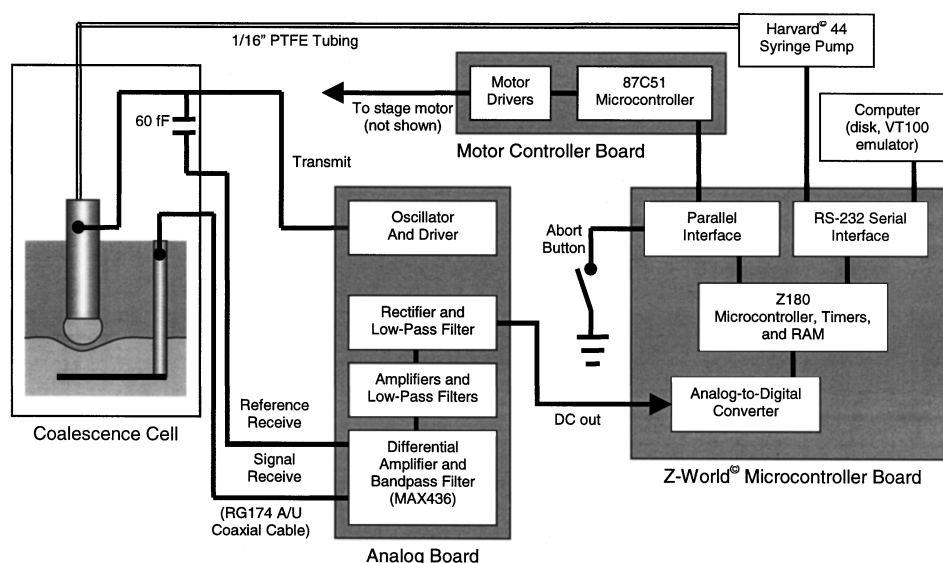 1/16" PTFE Tubing
Harvard© 44
Syringe Pump
60 fF
To stage motor
(not shown)
Motor
Drivers
87C51
Microcontroller
Motor Controller Board
Computer
(disk, VT100
emulator)
Transmit
Oscillator
And Driver
Abort
Button
Parallel
Interface
RS-232 Serial
Interface
Rectifier and
Low-Pass Filter
Z180
Microcontroller, Timers,
and RAM
Amplifiers and
Low-Pass Filters
Analog-to-Digital
Converter
DC out
Coalescence Cell
Reference
Receive
Signal
Receive
(RG174 A/U
Coaxial Cable)
Differential
Amplifier and
Bandpass Filter
(MAX436)
Z-World© Microcontroller Board
Analog Board